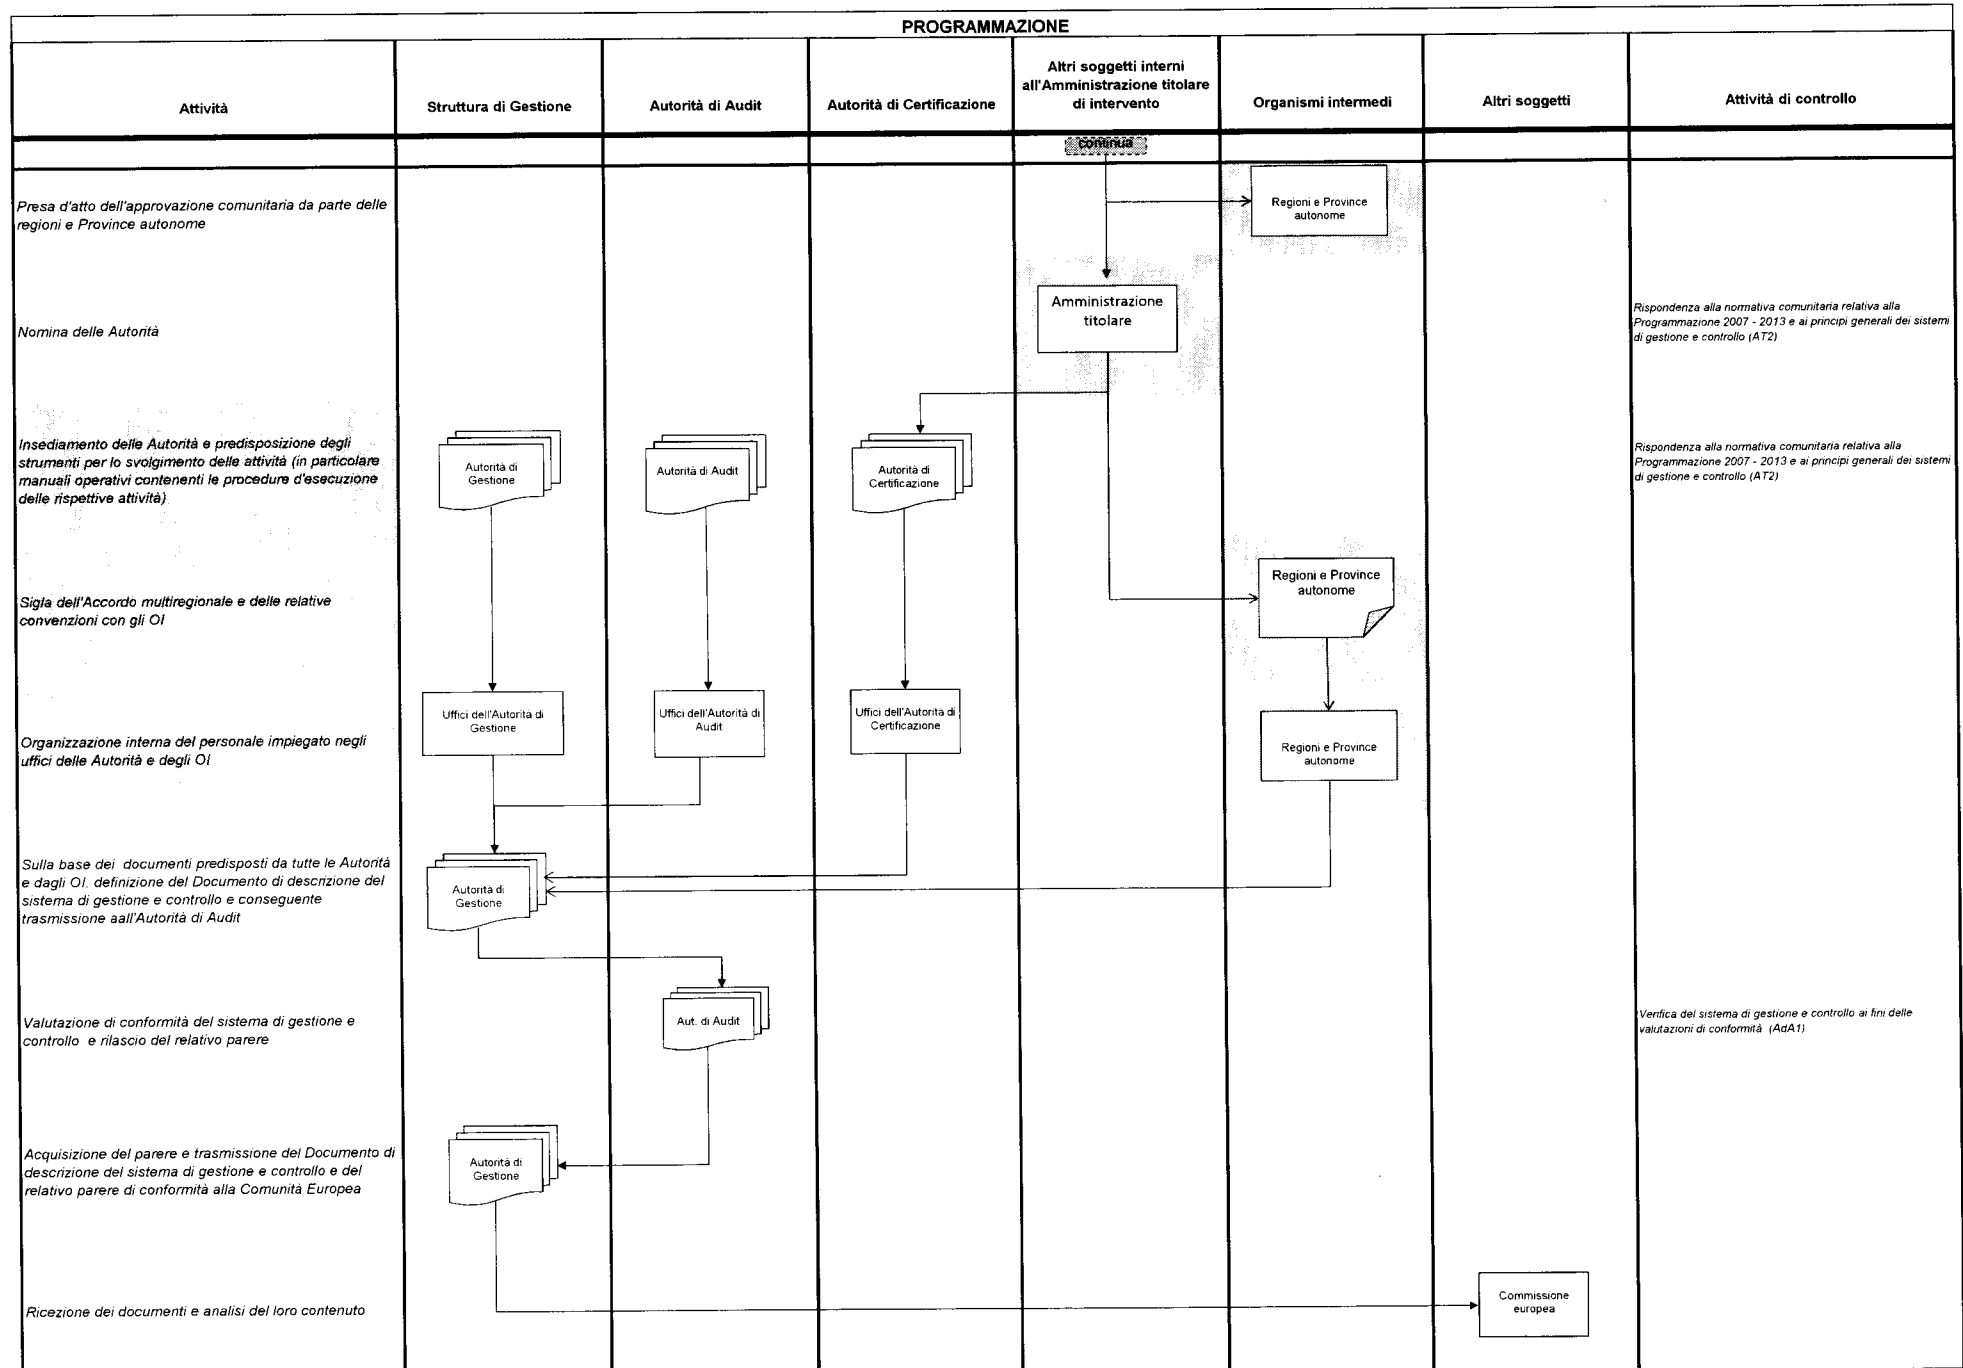 PROGRAMMAZIONE
Attività
Struttura di Gestione
Autorità di Audit
Autorità di Certificazione
Altri soggetti interni
all'Amministrazione titolare
di intervento
Organismi intermedi
Altri soggetti
Attività di controllo
continua
Presa d'atto dell'approvazione comunitaria da parte delle
regioni e Province autonome
Regioni e Province
autonome
Nomina delle Autorità
Amministrazione
titolare
Rispondenza alla normativa comunitaria relativa alla
Programmazione 2007 - 2013 e ai principi generali dei sistemi
di gestione e controllo (AT2)
Insediamento delle Autorità e predisposizione degli
strumenti per lo svolgimento delle attività (in particolare
manuali operativi contenenti le procedure d'esecuzione
delle rispettive attività)
Autorità di
Gestione
Autorità di Audit
Autorità di
Certificazione
Rispondenza alla normativa comunitaria relativa alla
Programmazione 2007 - 2013 e ai principi generali dei sistemi
di gestione e controllo (AT2)
Sigla dell'Accordo multiregionale e delle relative
convenzioni con gli OI
Regioni e Province
autonome
Organizzazione interna del personale impiegato negli
uffici delle Autorità e degli OI
Uffici dell'Autorità di
Gestione
Uffici dell'Autorità di
Audit
Uffici dell'Autorità di
Certificazione
Regioni e Province
autonome
Sulla base dei  documenti predisposti da tutte le Autorità
e dagli OI. definizione del Documento di descrizione del
sistema di gestione e controllo e conseguente
trasmissione aall'Autorità di Audit
Autorità di
Gestione
Valutazione di conformità del sistema di gestione e
controllo  e rilascio del relativo parere
Aut. di Audit
Verifica del sistema di gestione e controllo ai fini delle
valutazioni di conformità  (AdA1)
Acquisizione del parere e trasmissione del Documento di
descrizione del sistema di gestione e controllo e del
relativo parere di conformità alla Comunità Europea
Autorità di
Gestione
Ricezione dei documenti e analisi del loro contenuto
Commissione
europea